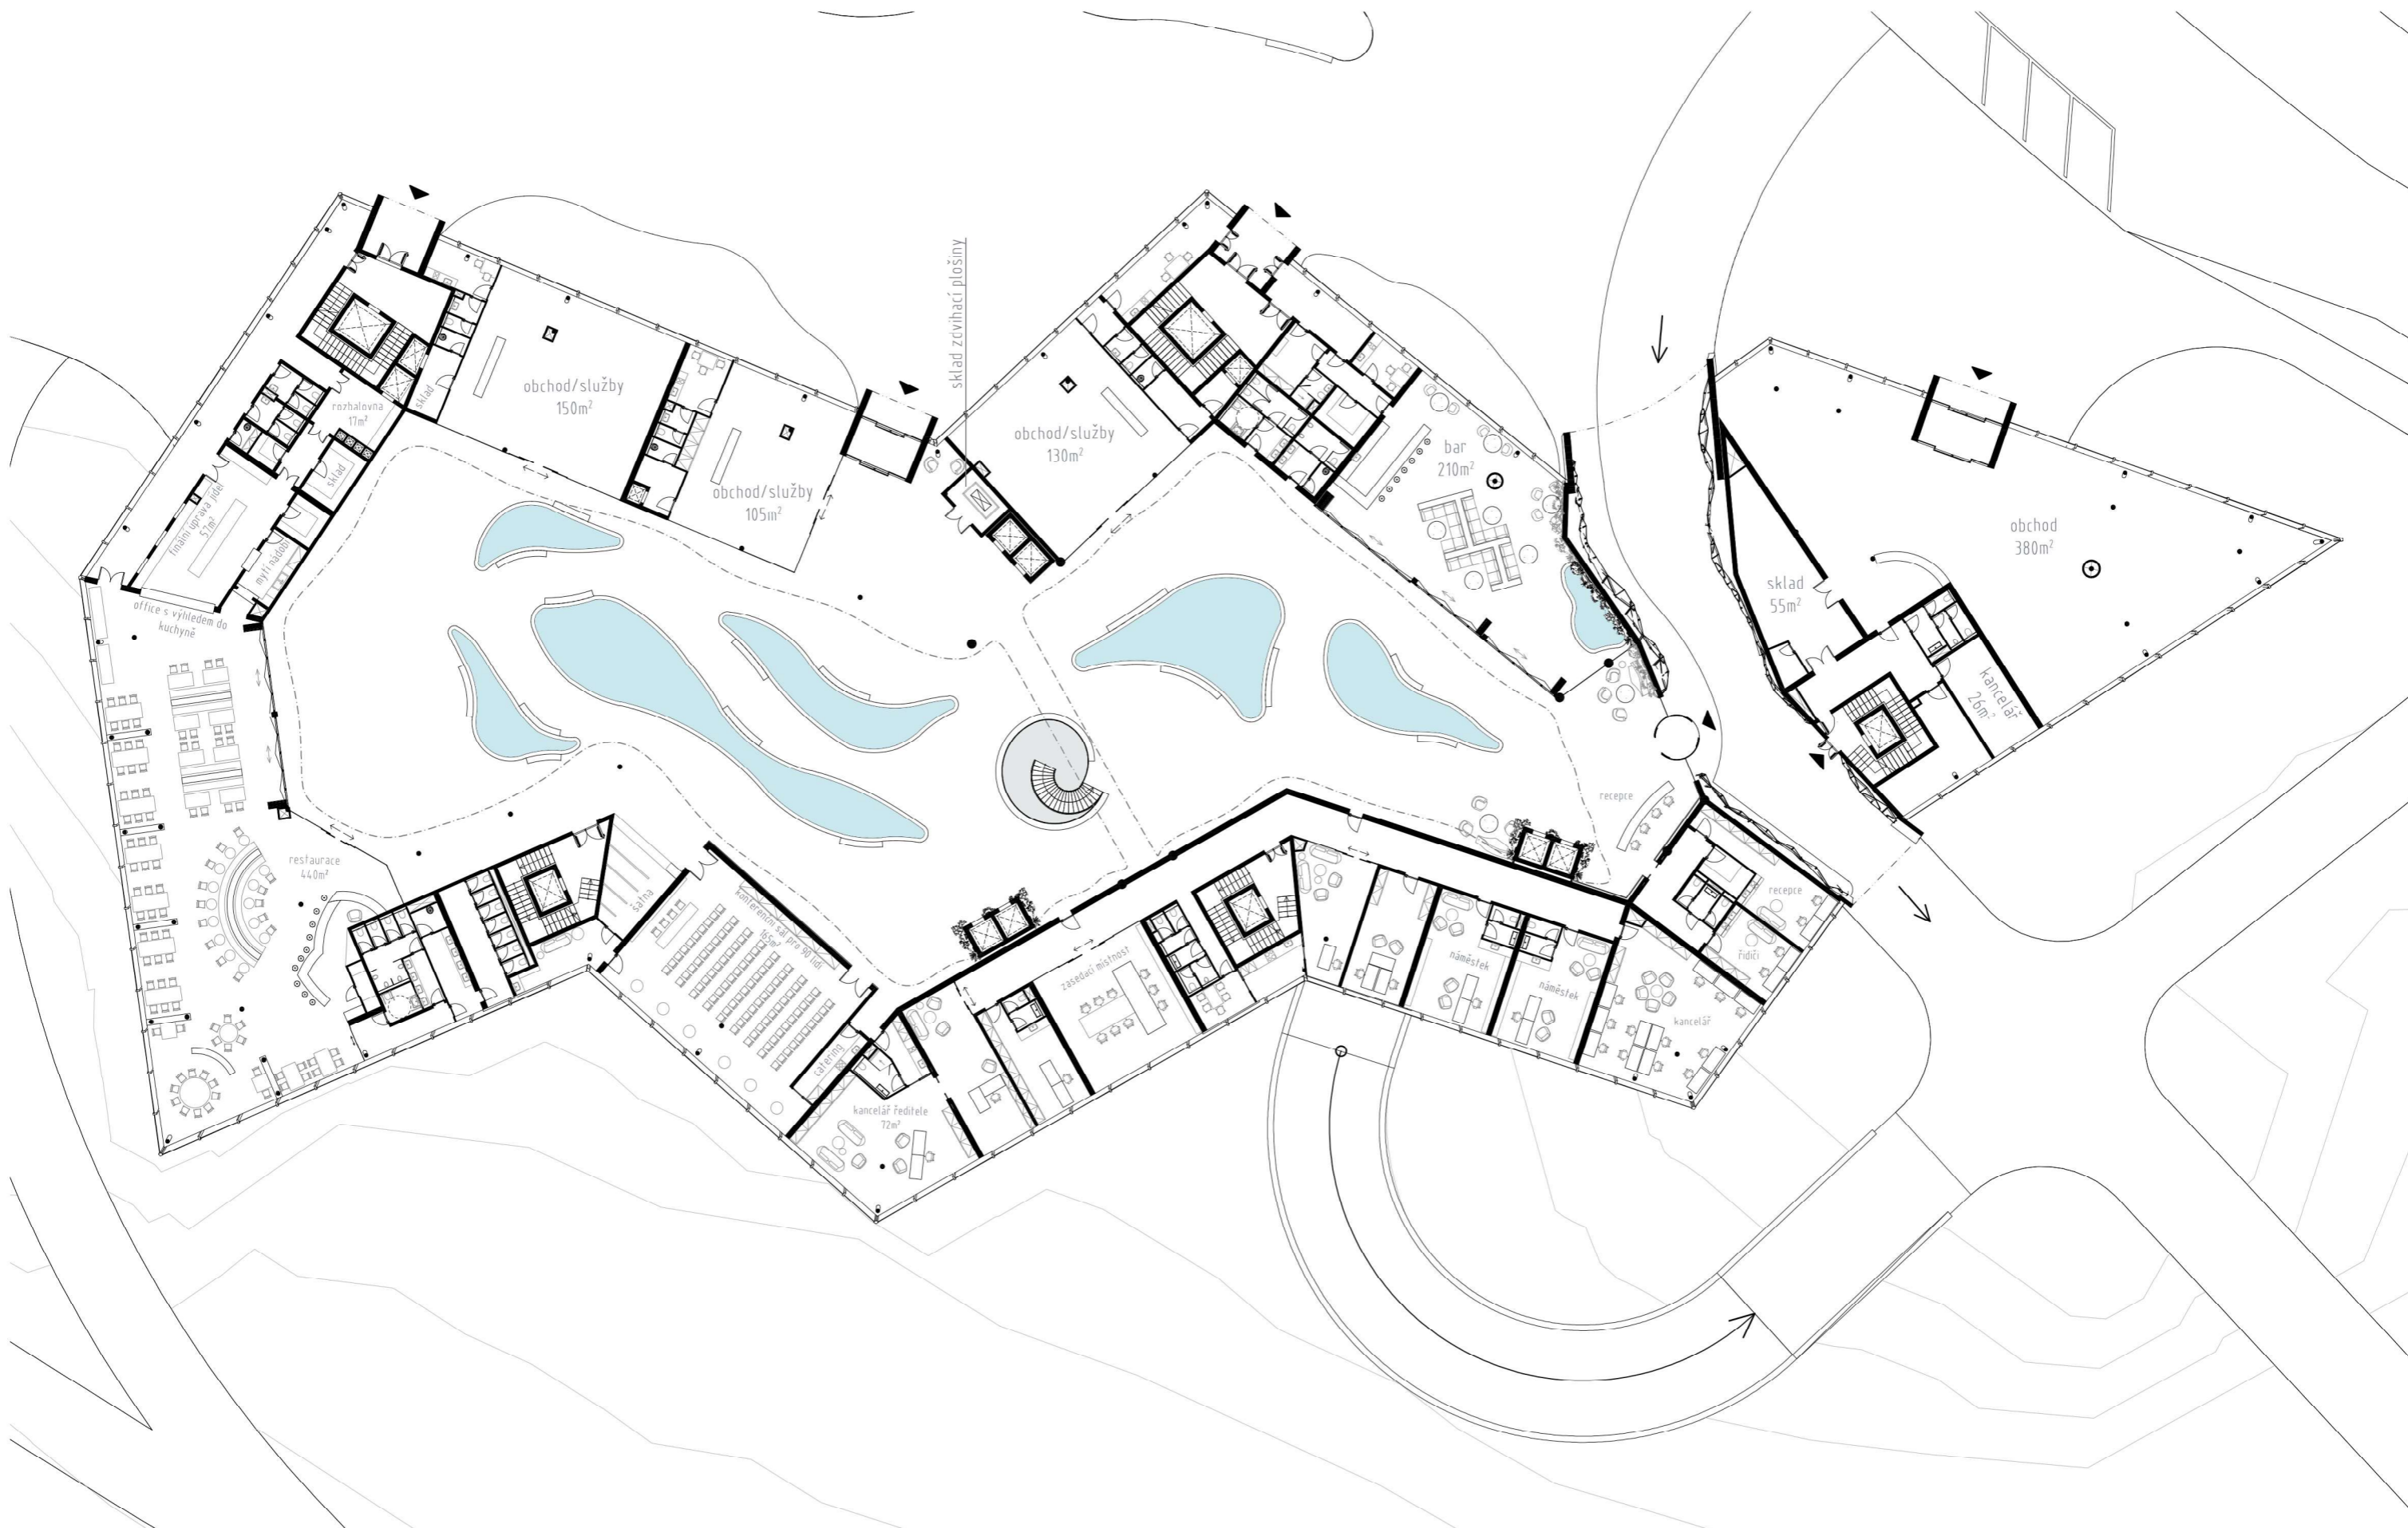 sklad zdvihací plošiny
obchod/služby
150m²
obchod/služby
105m²
obchod/služby
130m²
bar
210m²
obchod
380m²
sklad
55m²
kancelář
26m²
sklad
rozbalovna
17m²
sklad
finální úprava jídel
57m²
mytí nádobí
office s výhledem do
kuchyně
restaurace
440m²
šatna
konferenční sál pro 90 lidí
165m²
catering
kancelář ředitele
72m²
zasedací místnost
náměstek
náměstek
kancelář
recepce
recepce
řidiči